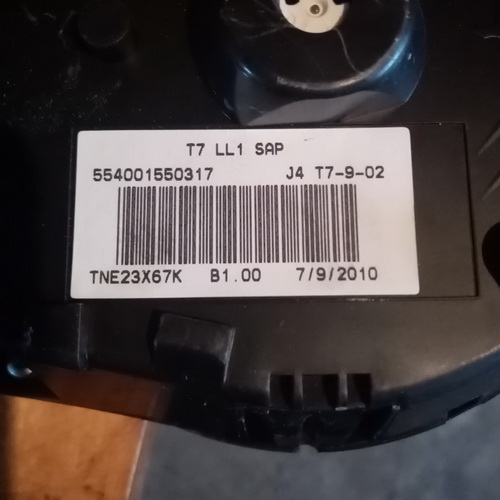 T7 LL1 SAP
554001550317 J4 T7-9-02
TNE23X67K B1.00 7/9/2010